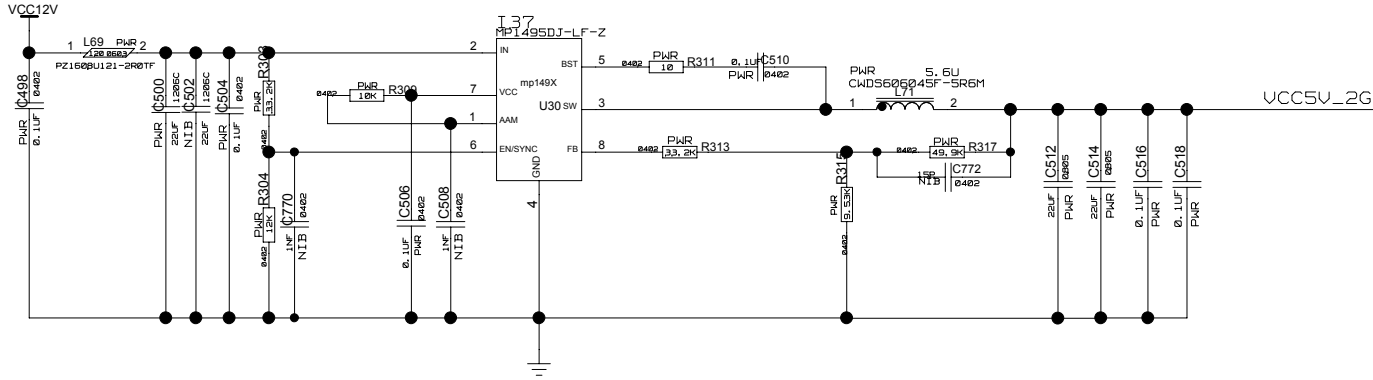 VCC12V
C498
0402
PWR
0.1UF
1
L69
PWR
2
120 0603
PZ1608U121-2R0TF
C500
1206C
PWR
22UF
C502
1206C
NIB
22UF
C504
0402
PWR
0.1UF
PWR
33.2K
0402
R304
PWR
12K
0402
C770
0402
1NF
NIB
0402
PWR
10K
R309
C506
0402
0.1UF
PWR
C508
0402
1NF
NIB
I37
MP1495DJ-LF-Z
2
IN
7
VCC
1
AAM
6
EN/SYNC
mp149X
U30
BST
5
SW
3
FB
8
GND
4
0402
PWR
10
R311
0.1UF
C510
PWR
0402
0402
PWR
33.2K
R313
PWR
5.6U
CWDS606045F-5R6M
1
L71
2
R315
PWR
9.53K
0402
0402
PWR
49.9K
R317
15P
NIB
C772
0402
C512
0805
22UF
PWR
C514
0805
22UF
PWR
C516
0.1UF
PWR
C518
0.1UF
PWR
VCC5V_2G